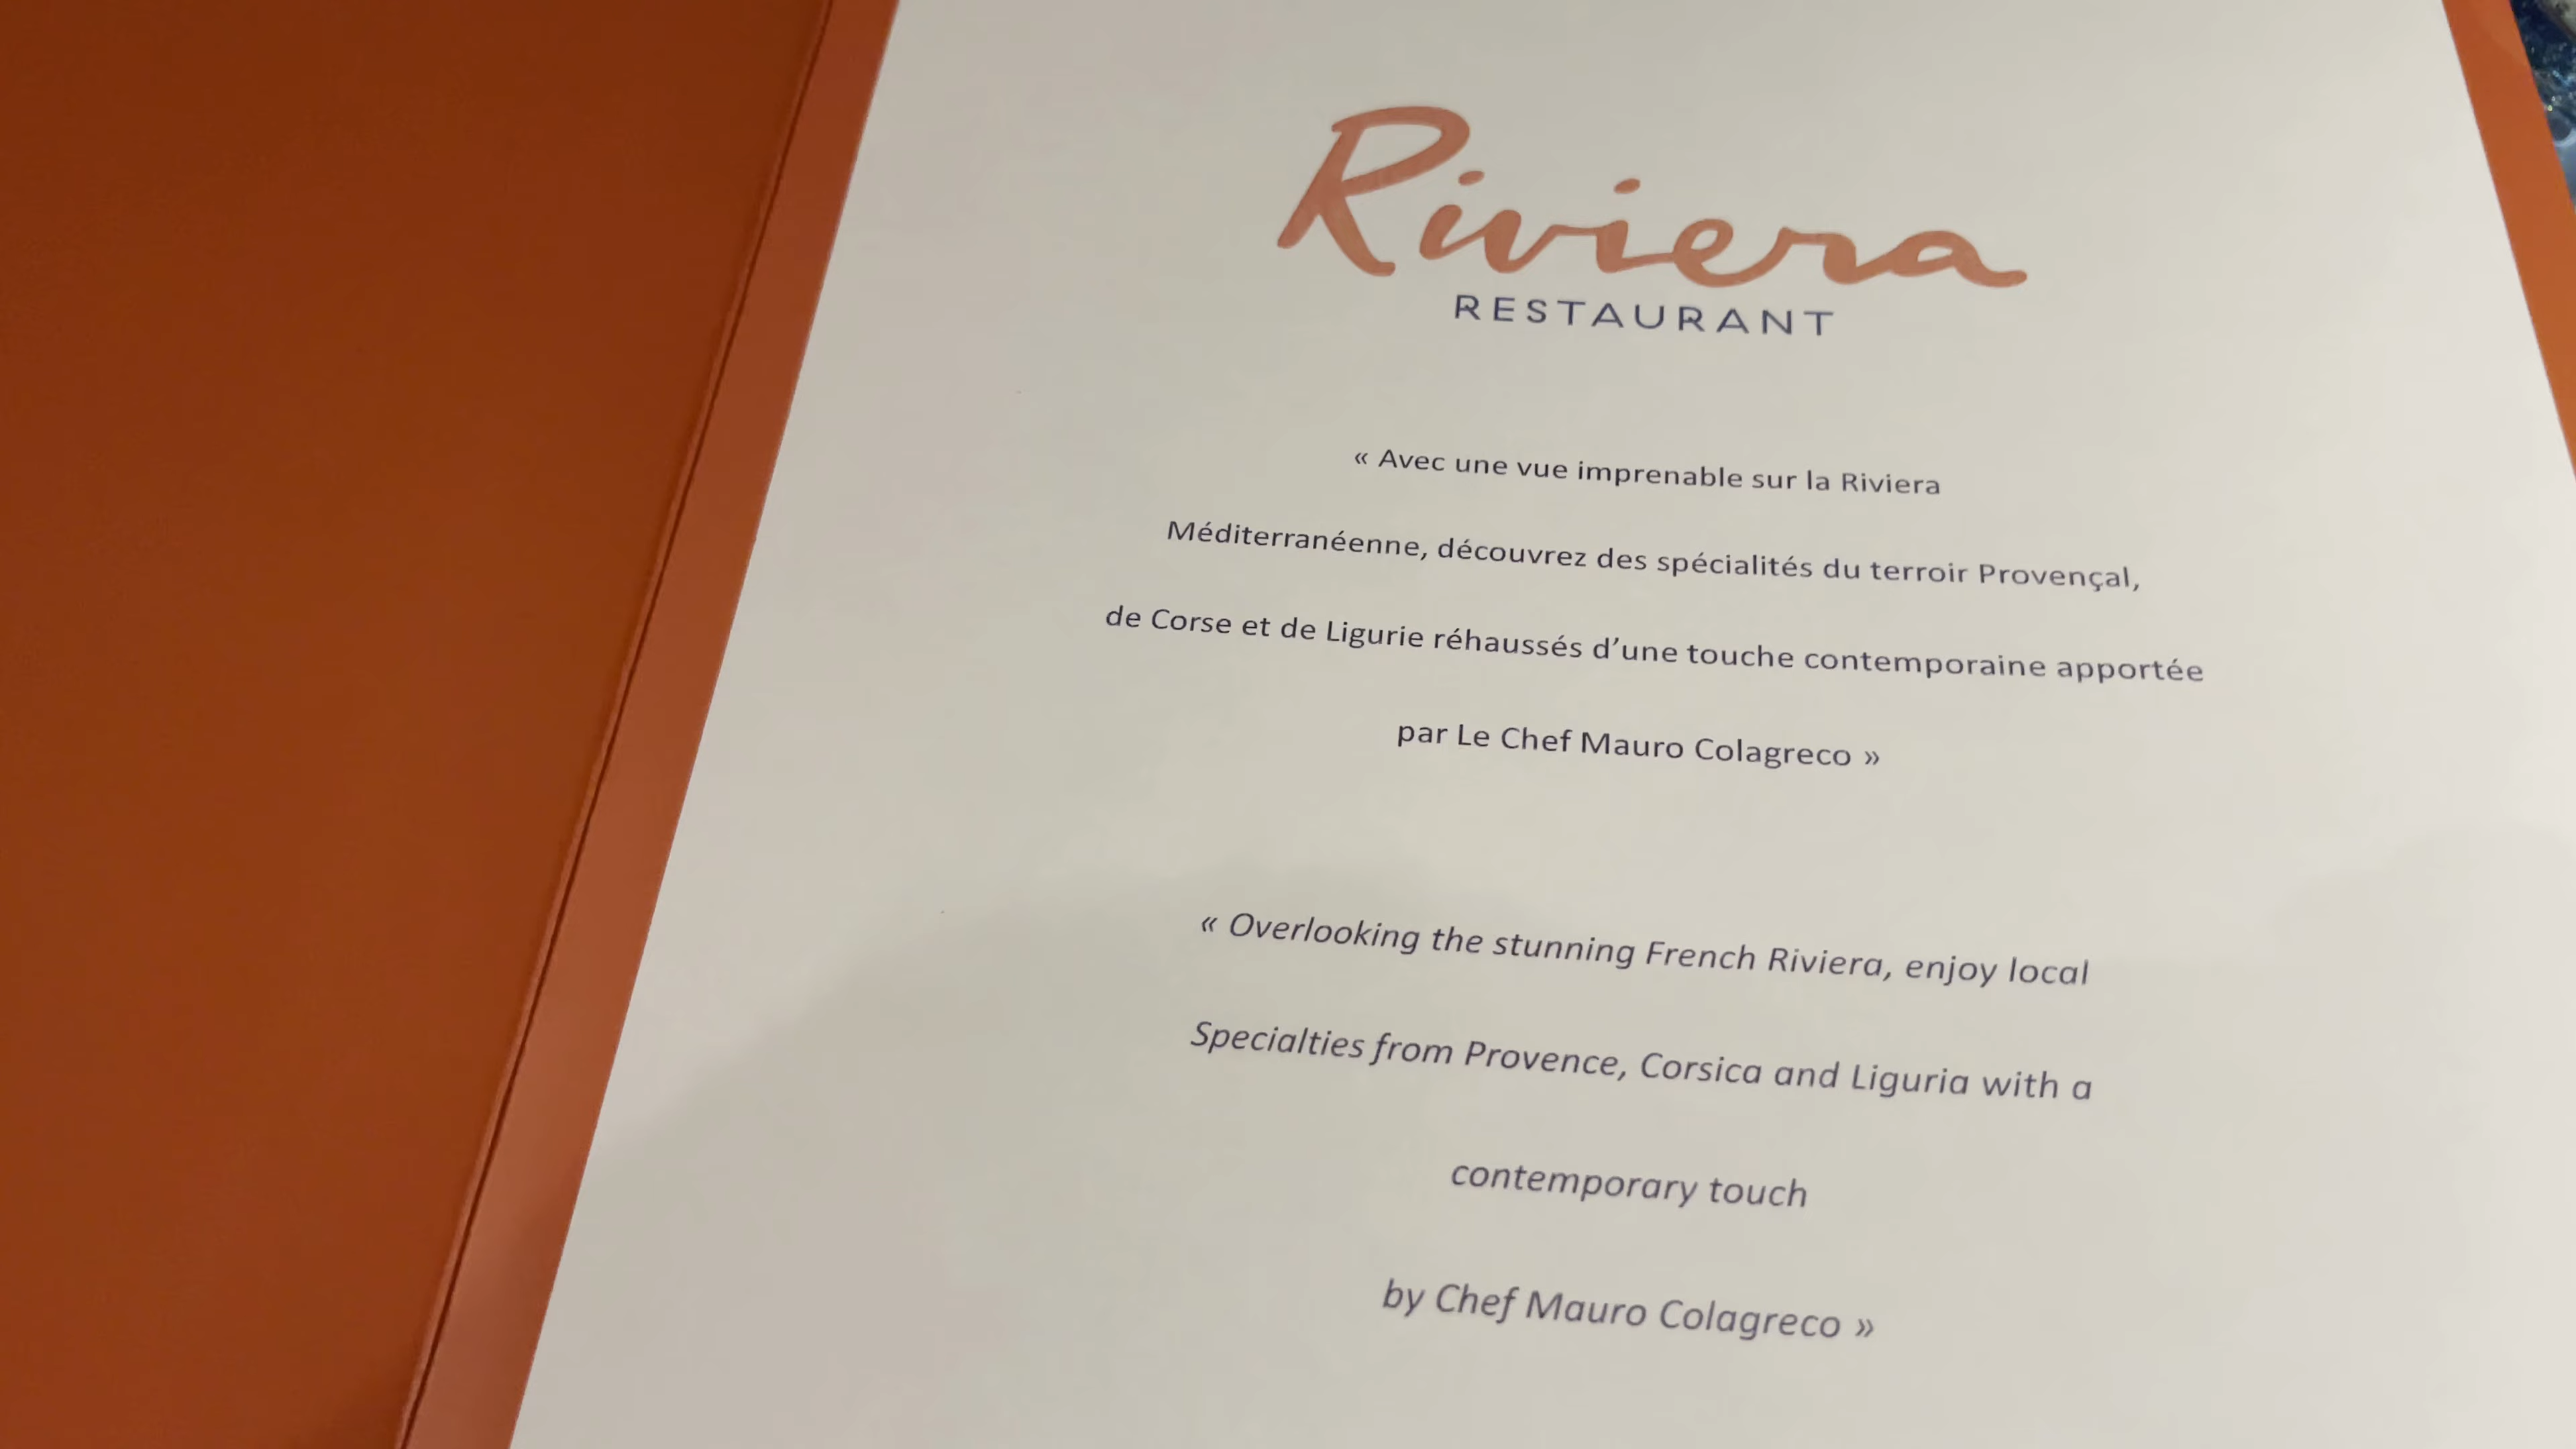 Riviera
RESTAURANT
« Avec une vue imprenable sur la Riviera
Méditerranéenne, découvrez des spécialités du terroir Provençal,
de Corse et de Ligurie réhaussés d’une touche contemporaine apportée
par Le Chef Mauro Colagreco »
« Overlooking the stunning French Riviera, enjoy local
Specialties from Provence, Corsica and Liguria with a
contemporary touch
by Chef Mauro Colagreco »